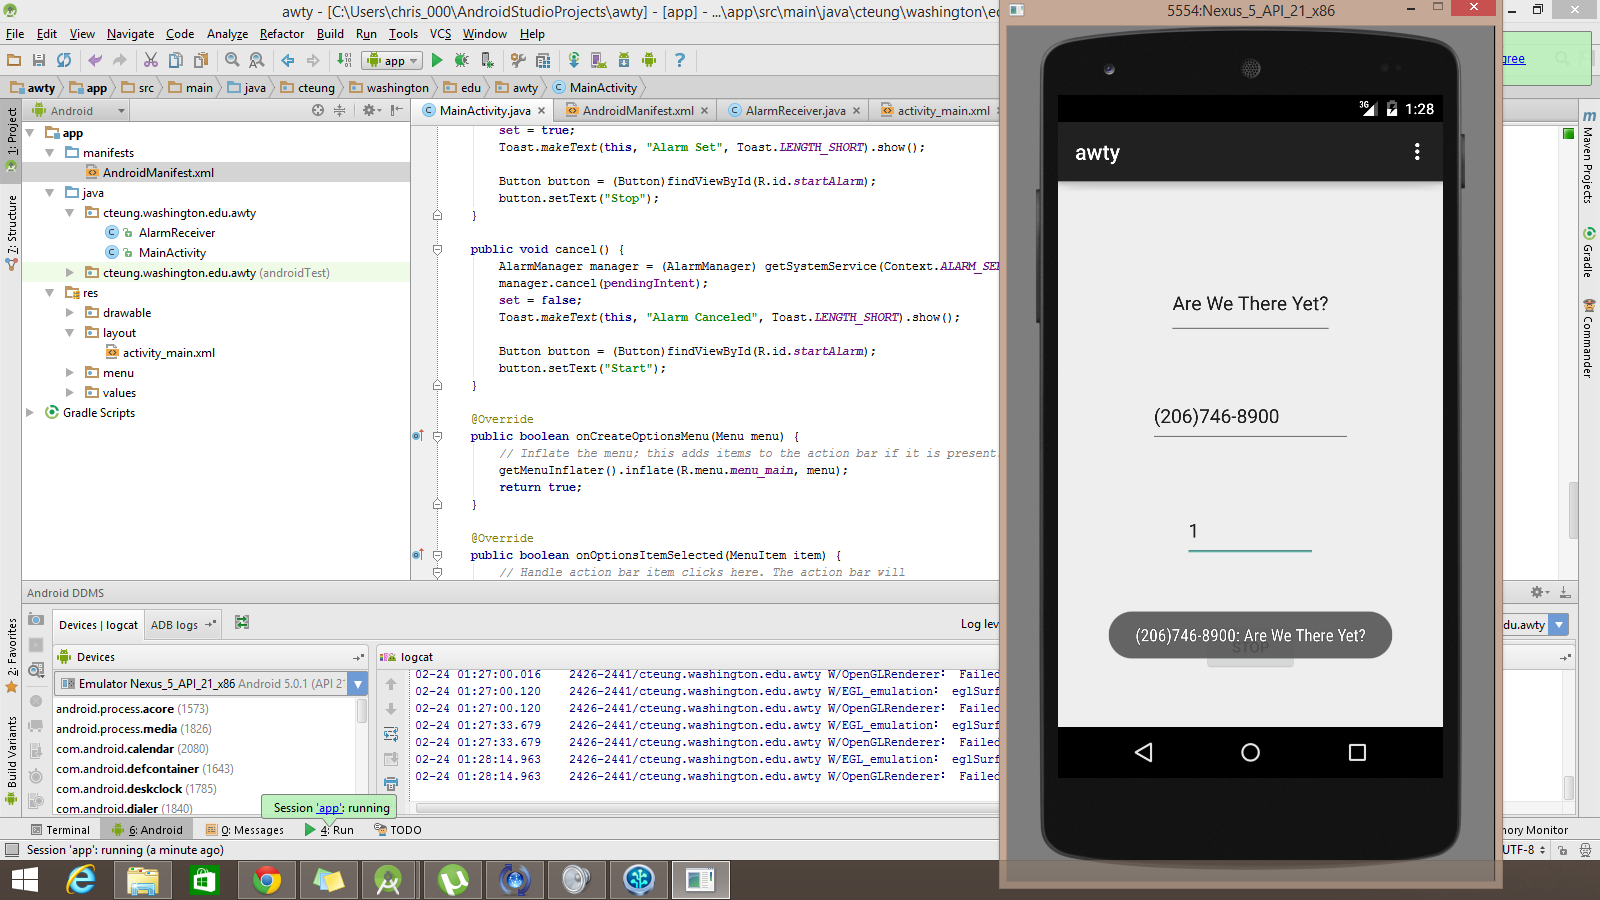 awty - [C:\Users\chris_000\AndroidStudioProjects\awty] - [app] - ...\app\src\main\java\cteung\washington\ed
5554:Nexus_5_API_21_x86
File Edit View Navigate Code Analyze Refactor Build Run Tools VCS Window Help
app
gree
awty app src main java cteung washington edu awty MainActivity
1: Project
Android
MainActivity.java AndroidManifest.xml AlarmReceiver.java activity_main.xml
app
manifests
AndroidManifest.xml
java
cteung.washington.edu.awty
AlarmReceiver
MainActivity
cteung.washington.edu.awty (androidTest)
res
drawable
layout
activity_main.xml
menu
values
Gradle Scripts
7: Structure
2: Favorites
Build Variants
set = true;
Toast.makeText(this, "Alarm Set", Toast.LENGTH_SHORT).show();
Button button = (Button)findViewById(R.id.startAlarm);
button.setText("Stop");
}
public void cancel() {
AlarmManager manager = (AlarmManager) getSystemService(Context.ALARM_SE
manager.cancel(pendingIntent);
set = false;
Toast.makeText(this, "Alarm Canceled", Toast.LENGTH_SHORT).show();
Button button = (Button)findViewById(R.id.startAlarm);
button.setText("Start");
}
@Override
public boolean onCreateOptionsMenu(Menu menu) {
// Inflate the menu; this adds items to the action bar if it is present.
getMenuInflater().inflate(R.menu.menu_main, menu);
return true;
}
@Override
public boolean onOptionsItemSelected(MenuItem item) {
// Handle action bar item clicks here. The action bar will
3G 1:28
awty
Are We There Yet?
(206)746-8900
1
(206)746-8900: Are We There Yet?
STOP
m
Maven Projects
Gradle
Commander
Android DDMS
Devices | logcat ADB logs
Log lev
du.awty
Devices
logcat
Emulator Nexus_5_API_21_x86 Android 5.0.1 (API 21
android.process.acore (1573)
android.process.media (1826)
com.android.calendar (2080)
com.android.defcontainer (1643)
com.android.deskclock (1785)
com.android.dialer (1840)
02-24 01:27:00.016 2426-2441/cteung.washington.edu.awty W/OpenGLRenderer: Failed
02-24 01:27:00.120 2426-2441/cteung.washington.edu.awty W/EGL_emulation: eglSurf
02-24 01:27:00.120 2426-2441/cteung.washington.edu.awty W/OpenGLRenderer: Failed
02-24 01:27:33.679 2426-2441/cteung.washington.edu.awty W/EGL_emulation: eglSurf
02-24 01:27:33.679 2426-2441/cteung.washington.edu.awty W/OpenGLRenderer: Failed
02-24 01:28:14.963 2426-2441/cteung.washington.edu.awty W/EGL_emulation: eglSurf
02-24 01:28:14.963 2426-2441/cteung.washington.edu.awty W/OpenGLRenderer: Failed
Session 'app': running
Terminal 6: Android 0: Messages 4: Run TODO
nory Monitor
Session 'app': running (a minute ago)
UTF-8